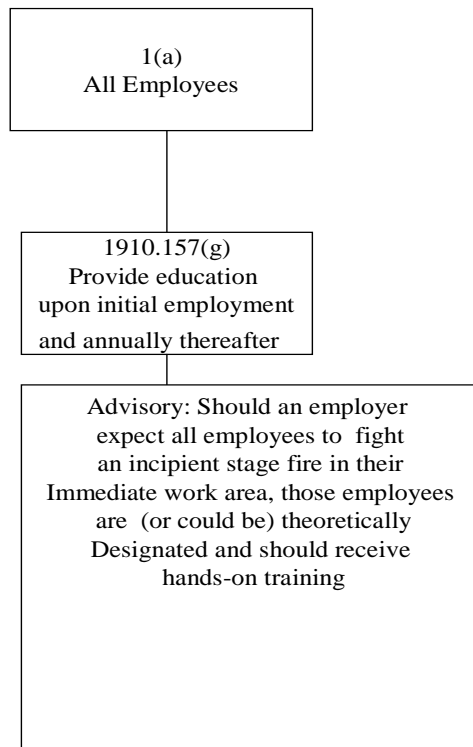 1(a)
All Employees
1910.157(g)
Provide education
upon initial employment
and annually thereafter
Advisory: Should an employer
expect all employees to fight
an incipient stage fire in their
Immediate work area, those employees
are (or could be) theoretically
Designated and should receive
hands-on training